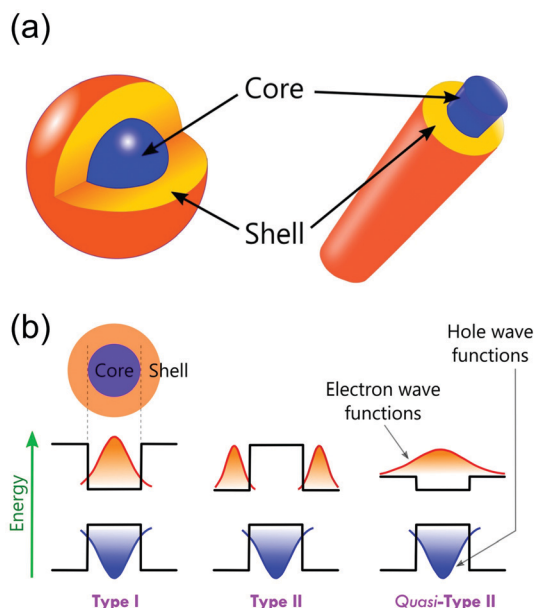 (a)
Core
Shell
(b)
Hole wave
functions
Core
Shell
Electron wave
functions
Energy
Type I
Type II
Quasi-Type II